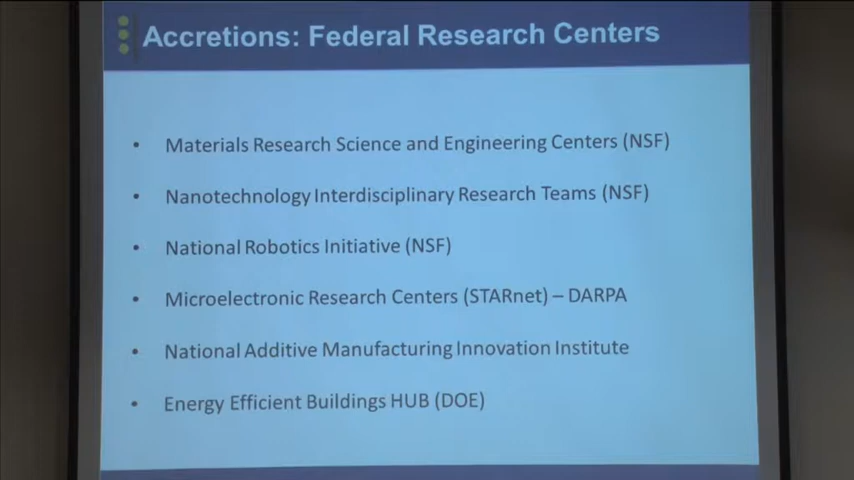 Accretions: Federal Research Centers
• Materials Research Science and Engineering Centers (NSF)
• Nanotechnology Interdisciplinary Research Teams (NSF)
• National Robotics Initiative (NSF)
• Microelectronic Research Centers (STARnet) – DARPA
• National Additive Manufacturing Innovation Institute
• Energy Efficient Buildings HUB (DOE)